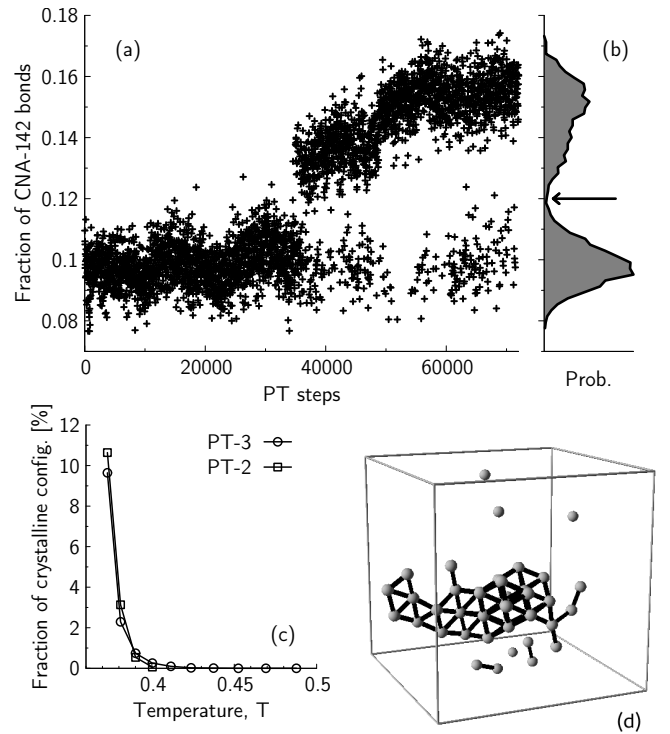 (a)
(b)
Fraction of CNA-142 bonds
0.16
0.14
0.12
0.1
0.08
0 20000 40000 60000
PT steps
Prob.
Fraction of crystalline config. [%]
12
10
8
6
4
2
0
PT-3
PT-2
(c)
0.4 0.45 0.5
Temperature, T
(d)